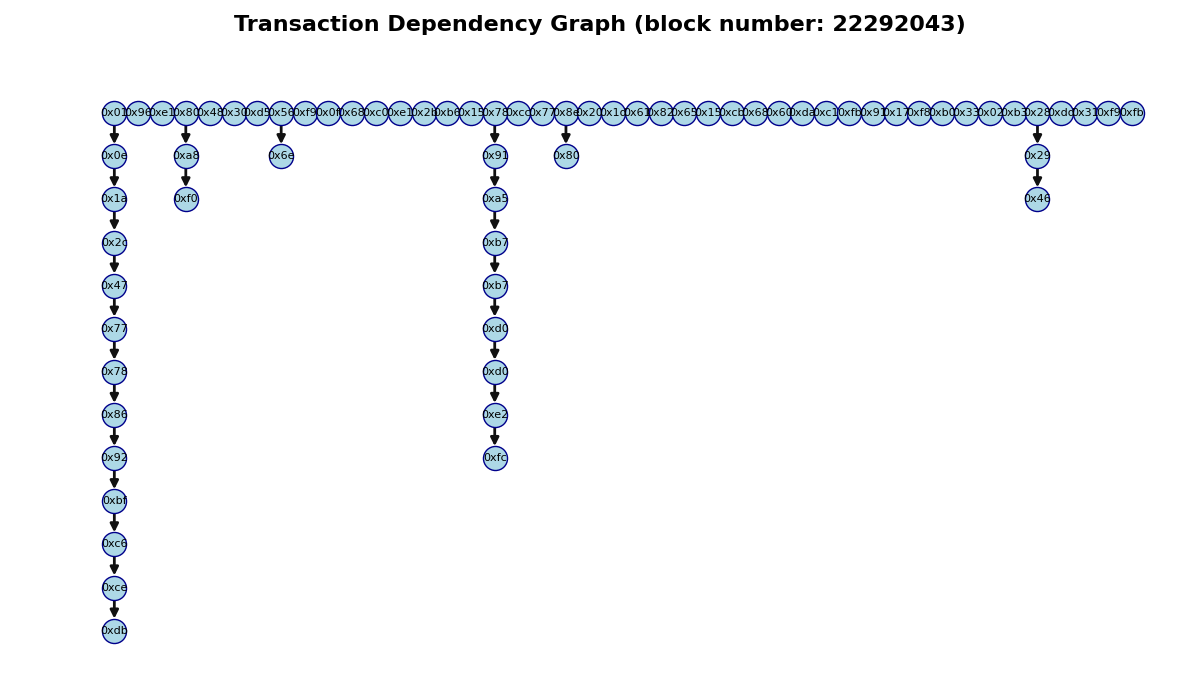 Transaction Dependency Graph (block number: 22292043)
0x01 0xe1 0x80 0x48 0x30 0xd5 0x56 0xf9 0x0f 0x68 0xc0 0xe1 0x2b 0xb6 0x15 0x78 0xcc 0x77 0x8e 0x20 0x61 0x82 0x65 0x15 0xcb 0x68 0x60 0xda 0xc1 0xfb 0x91 0x17 0xf8 0xb0 0x33 0x02 0xb3 0x28 0x31 0xf9 0xfb
0x0e 0xa8 0x6e 0x91 0x80 0x29
0x1a 0xf0 0xa5 0x46
0x2c 0xb7
0x47 0xb7
0x77 0xd0
0x78 0xd0
0x86 0xe2
0x92 0xfc
0xbf
0xc6
0xce
0xdb